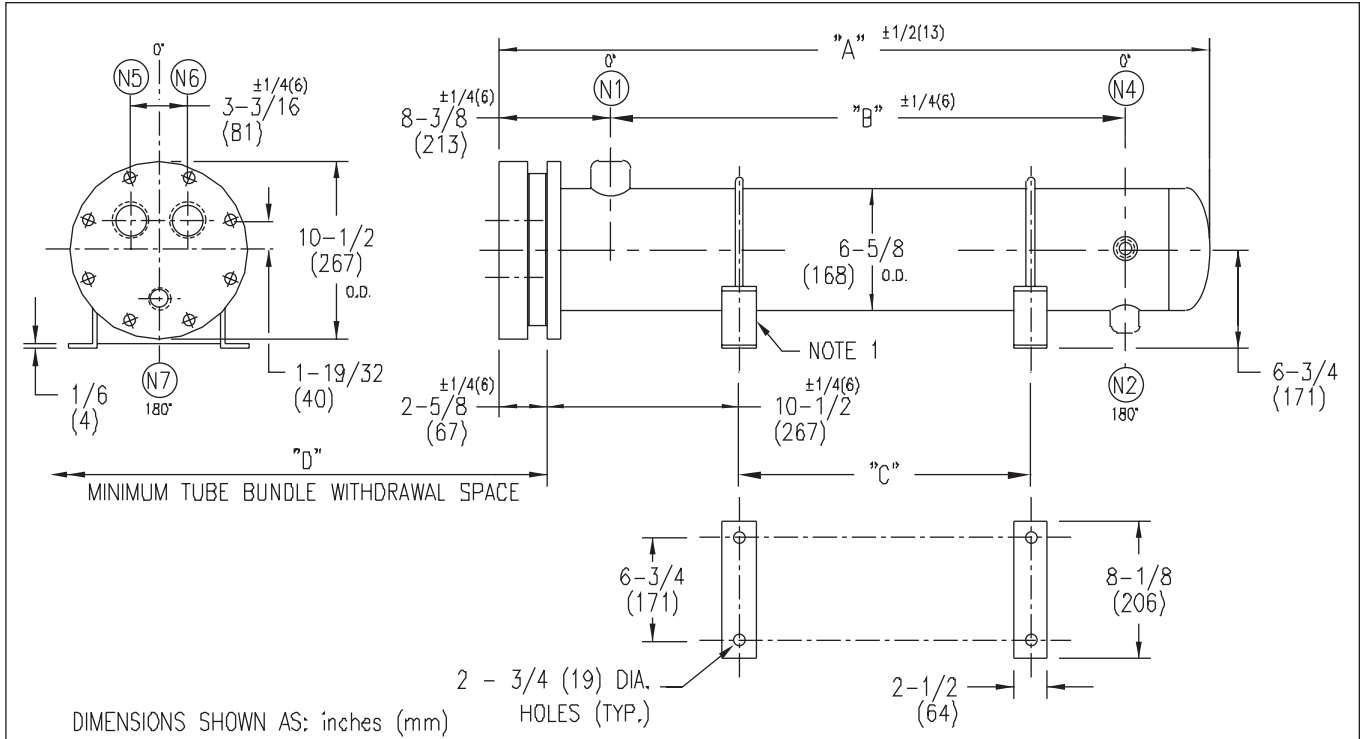 0°
N5
N6
±1/4(6)
3-3/16
(81)
10-1/2
(267)
O.D.
1-19/32
(40)
1/6
(4)
N7
180°
"A" ±1/2(13)
±1/4(6)
8-3/8
(213)
0°
N1
"B" ±1/4(6)
0°
N4
6-5/8
(168) O.D.
NOTE 1
6-3/4
(171)
N2
180°
±1/4(6)
2-5/8
(67)
±1/4(6)
10-1/2
(267)
"D"
MINIMUM TUBE BUNDLE WITHDRAWAL SPACE
"C"
6-3/4
(171)
8-1/8
(206)
2 - 3/4 (19) DIA.
HOLES (TYP.)
2-1/2
(64)
DIMENSIONS SHOWN AS: inches (mm)